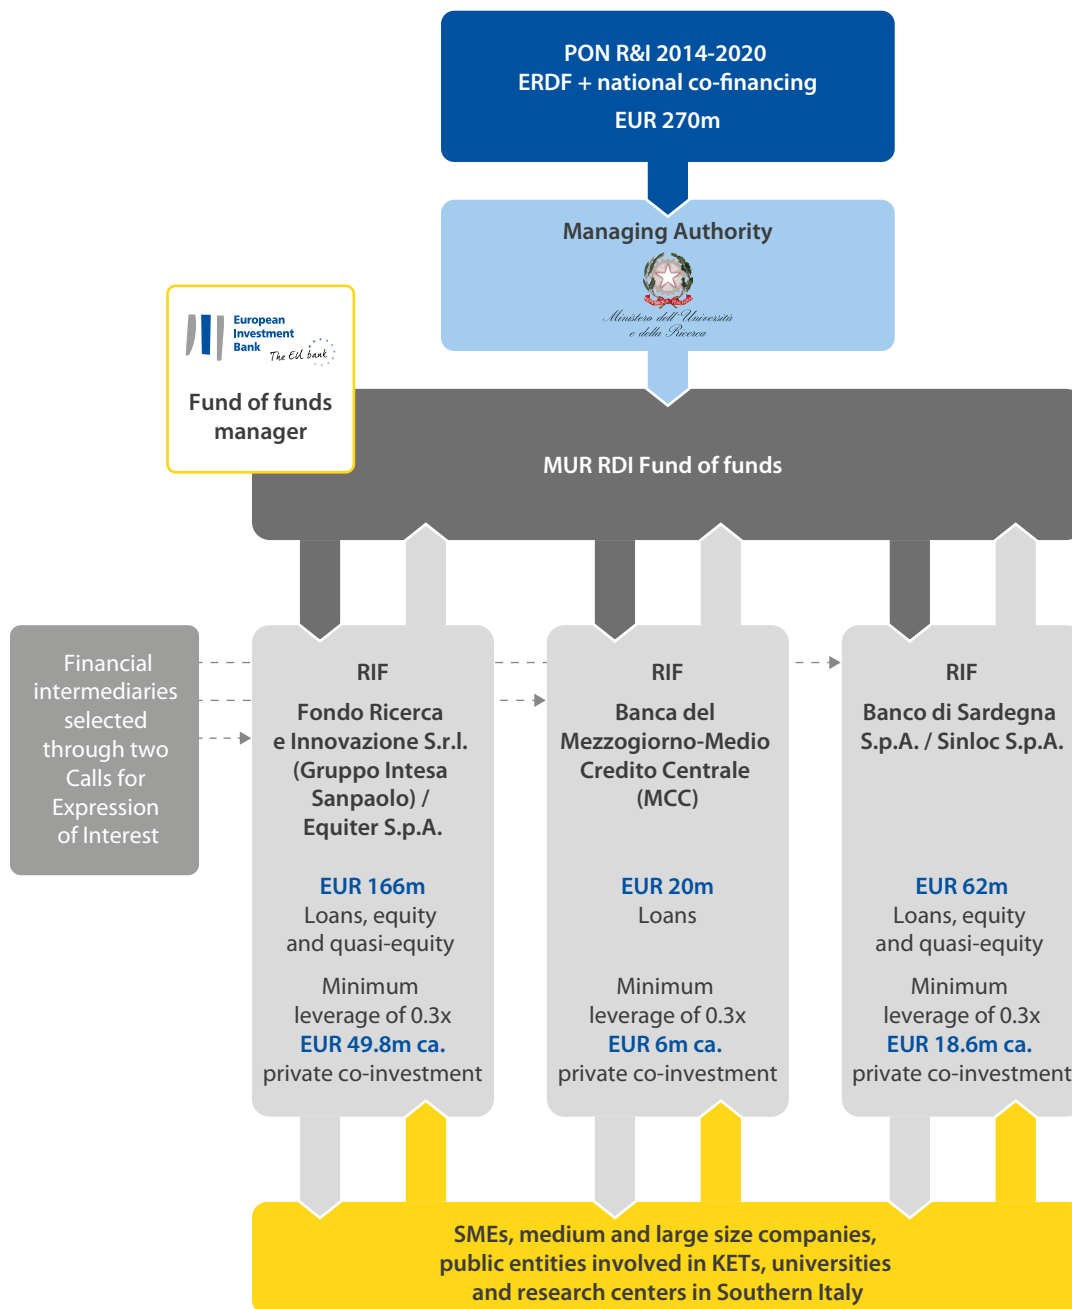 PON R&I 2014-2020
ERDF + national co-financing
EUR 270m
Managing Authority
Ministero dell'Università
e della Ricerca
European
Investment
Bank
The EU bank
Fund of funds
manager
MUR RDI Fund of funds
Financial
intermediaries
selected
through two
Calls for
Expression
of Interest
RIF
Fondo Ricerca
e Innovazione S.r.l.
(Gruppo Intesa
Sanpaolo) /
Equiter S.p.A.
EUR 166m
Loans, equity
and quasi-equity
Minimum
leverage of 0.3x
EUR 49.8m ca.
private co-investment
RIF
Banca del
Mezzogiorno-Medio
Credito Centrale
(MCC)
EUR 20m
Loans
Minimum
leverage of 0.3x
EUR 6m ca.
private co-investment
RIF
Banco di Sardegna
S.p.A. / Sinloc S.p.A.
EUR 62m
Loans, equity
and quasi-equity
Minimum
leverage of 0.3x
EUR 18.6m ca.
private co-investment
SMEs, medium and large size companies,
public entities involved in KETs, universities
and research centers in Southern Italy